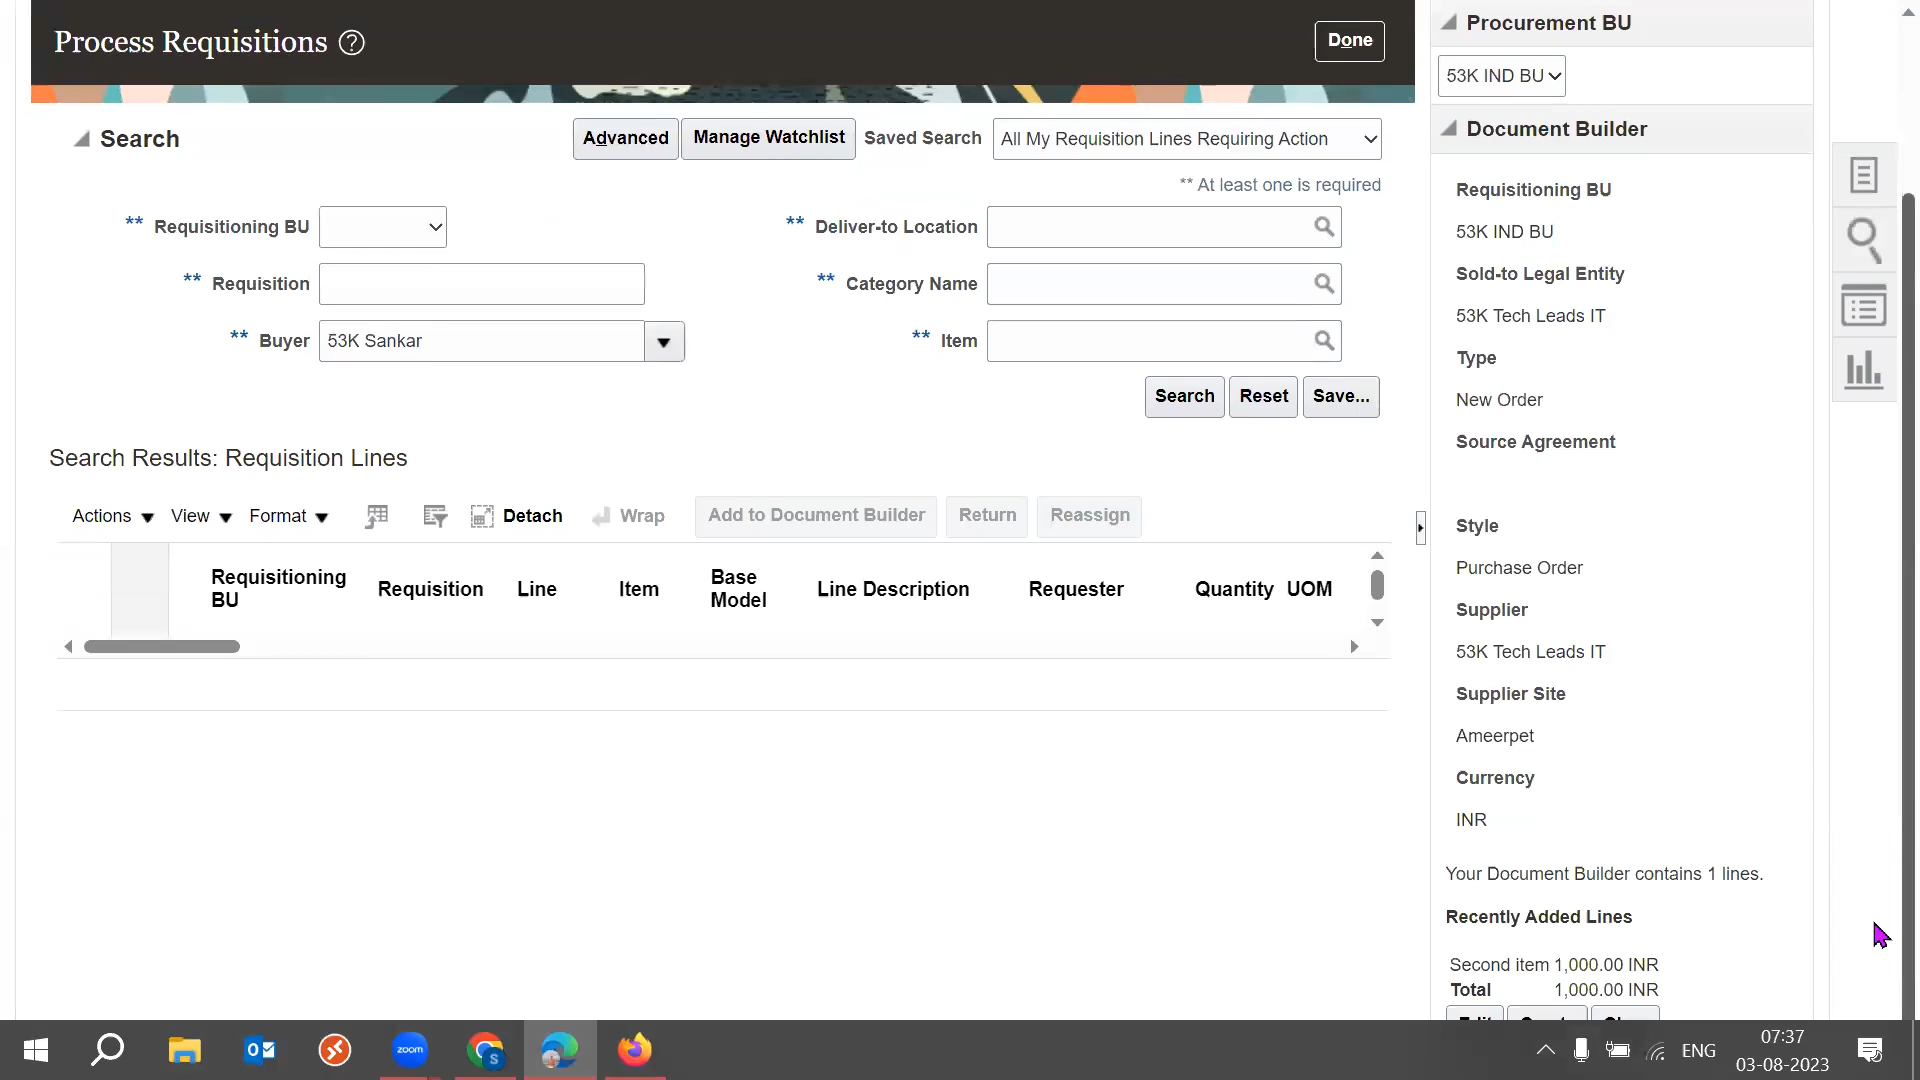 Process Requisitions ?
Done
Search
Advanced
Manage Watchlist
Saved Search
All My Requisition Lines Requiring Action
** At least one is required
** Requisitioning BU
** Deliver-to Location
** Requisition
** Category Name
** Buyer
53K Sankar
** Item
Search
Reset
Save...
Search Results: Requisition Lines
Actions
View
Format
Detach
Wrap
Add to Document Builder
Return
Reassign
Requisitioning
BU
Requisition
Line
Item
Base
Model
Line Description
Requester
Quantity
UOM
Procurement BU
53K IND BU
Document Builder
Requisitioning BU
53K IND BU
Sold-to Legal Entity
53K Tech Leads IT
Type
New Order
Source Agreement
Style
Purchase Order
Supplier
53K Tech Leads IT
Supplier Site
Ameerpet
Currency
INR
Your Document Builder contains 1 lines.
Recently Added Lines
Second item 1,000.00 INR
Total 1,000.00 INR
zoom
S
ENG
07:37
03-08-2023